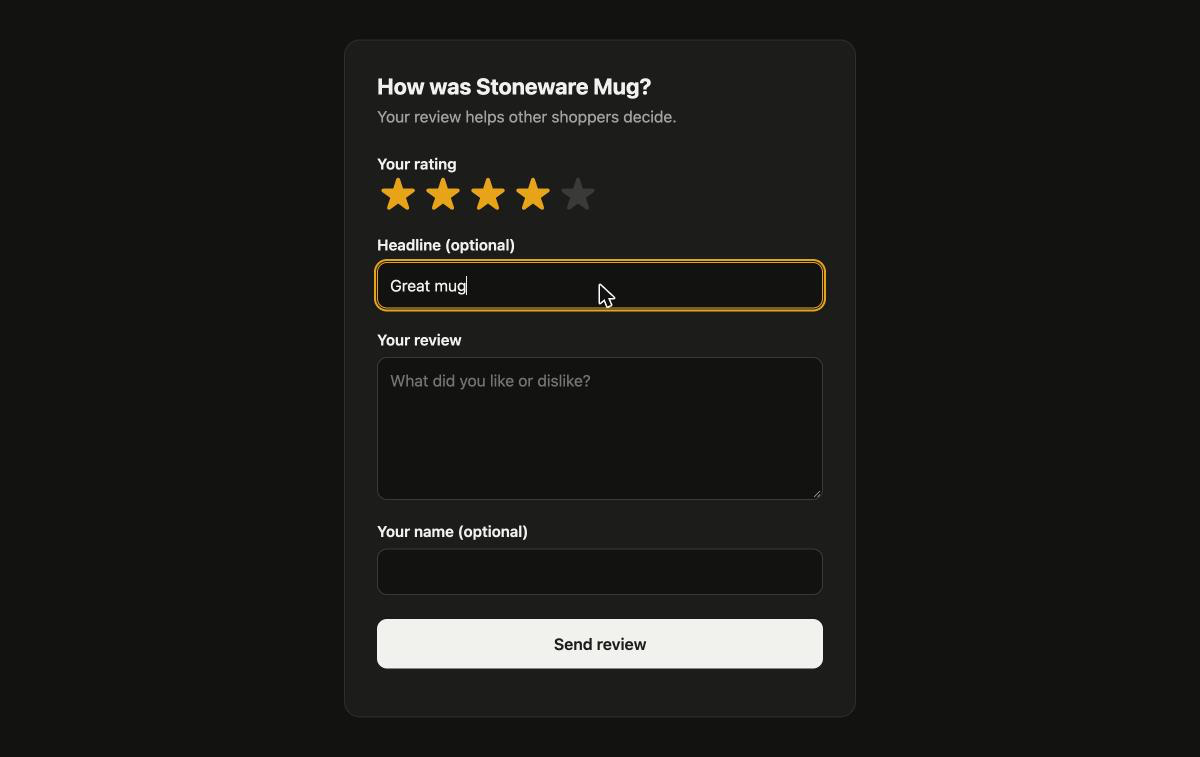 How was Stoneware Mug?
Your review helps other shoppers decide.
Your rating
Headline (optional)
Great mug
Your review
What did you like or dislike?
Your name (optional)
Send review